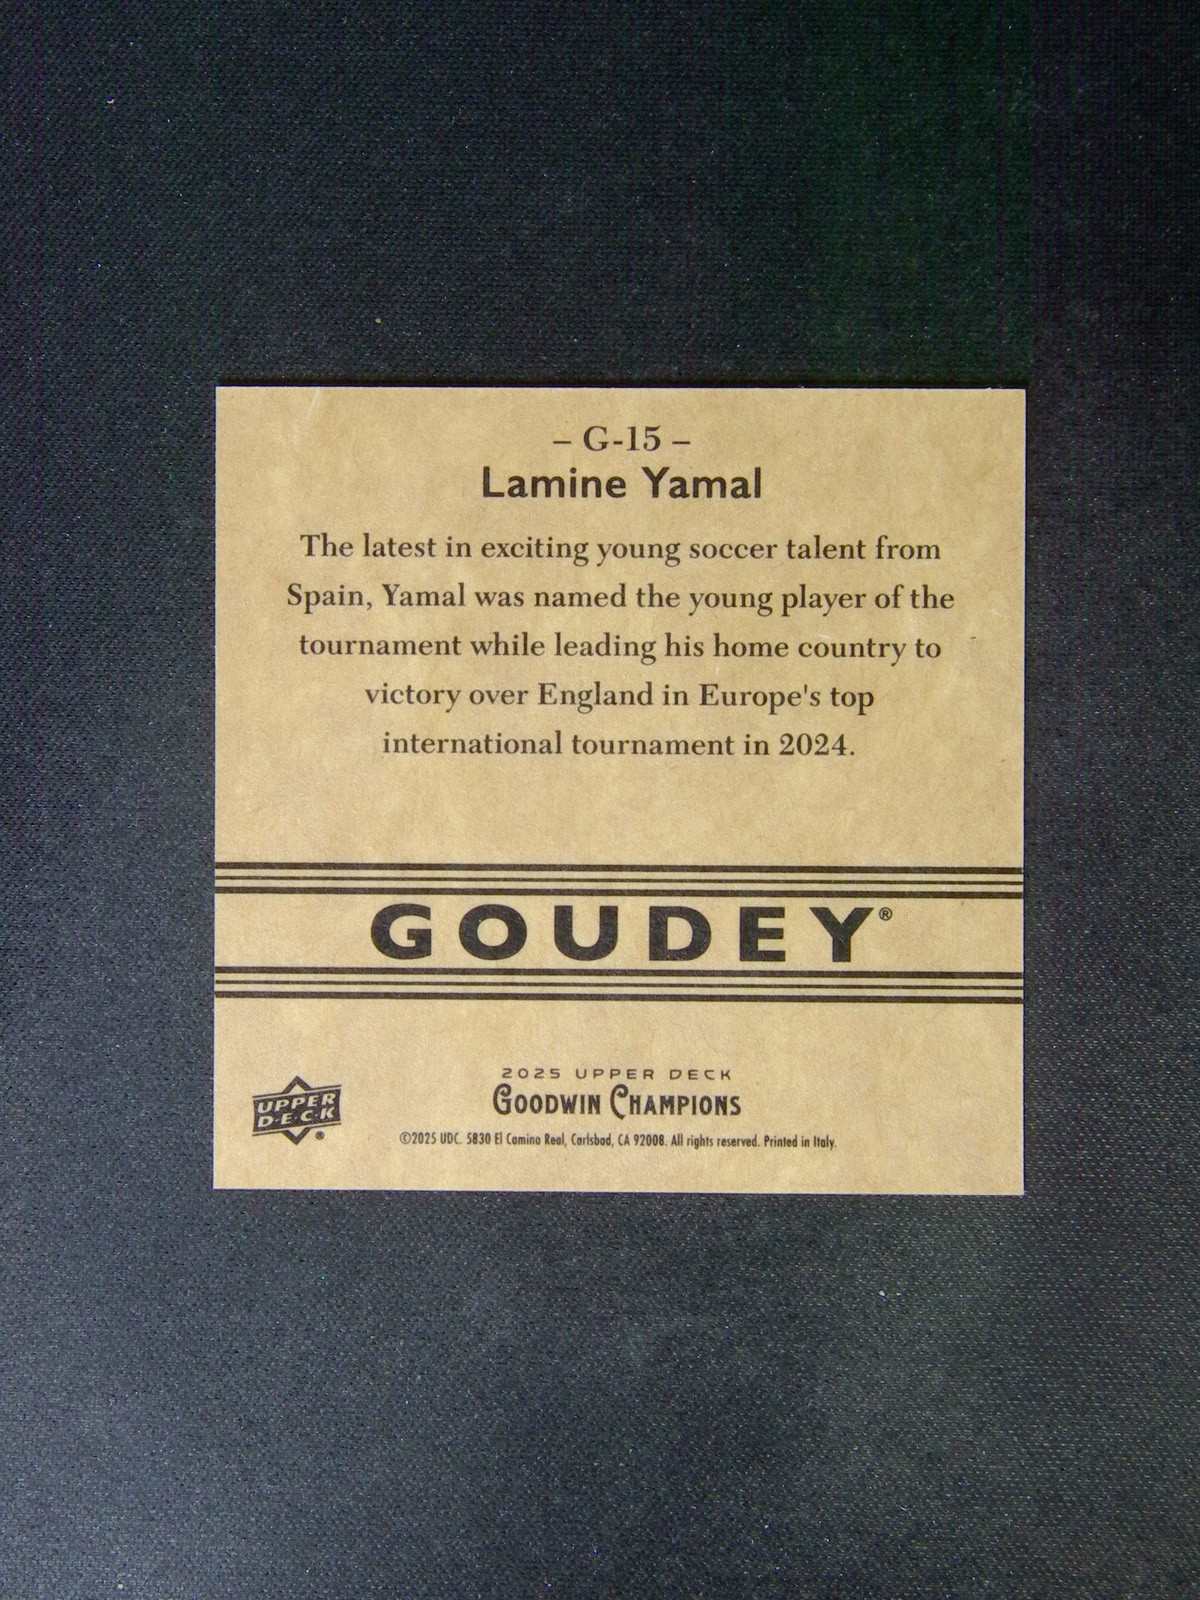 – G-15 –
Lamine Yamal
The latest in exciting young soccer talent from
Spain, Yamal was named the young player of the
tournament while leading his home country to
victory over England in Europe's top
international tournament in 2024.
GOUDEY®
2025 UPPER DECK
GOODWIN CHAMPIONS
UPPER
D·E·C·K®
©2025 UDC. 5830 El Camino Real, Carlsbad, CA 92008. All rights reserved. Printed in Italy.